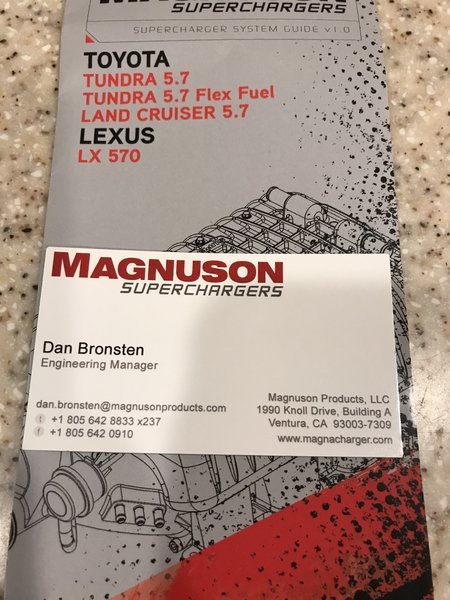 SUPERCHARGERS
SUPERCHARGER SYSTEM GUIDE v1.0
TOYOTA
TUNDRA 5.7
TUNDRA 5.7 Flex Fuel
LAND CRUISER 5.7
LEXUS
LX 570
MAGNUSON
SUPERCHARGERS
Dan Bronsten
Engineering Manager
dan.bronsten@magnusonproducts.com
t +1 805 642 8833 x237
f +1 805 642 0910
Magnuson Products, LLC
1990 Knoll Drive, Building A
Ventura, CA 93003-7309
www.magnacharger.com